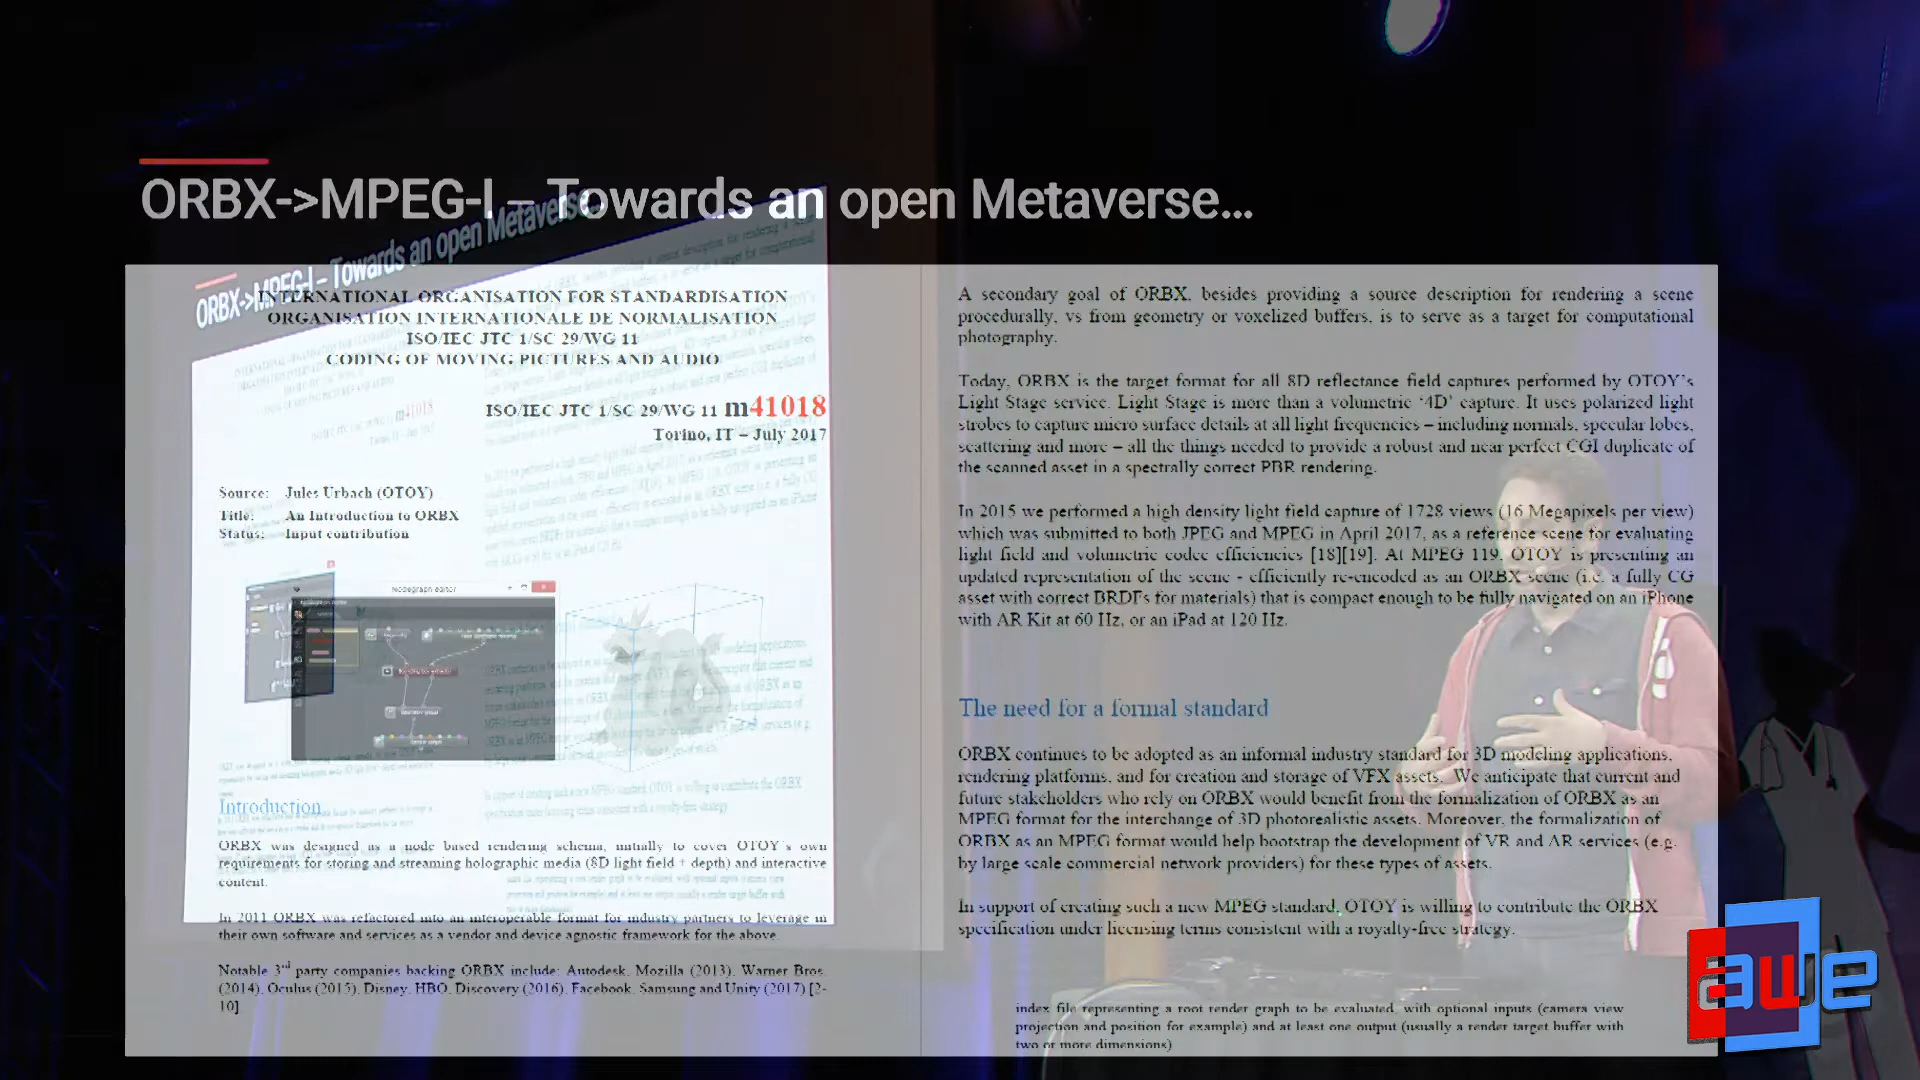 ORBX->MPEG-I – Towards an open Metaverse...
INTERNATIONAL ORGANISATION FOR STANDARDISATION
ORGANISATION INTERNATIONALE DE NORMALISATION
ISO/IEC JTC 1/SC 29/WG 11
CODING OF MOVING PICTURES AND AUDIO
ISO/IEC JTC 1/SC 29/WG 11 m41018
Torino, IT – July 2017
Source: Jules Urbach (OTOY)
Title: An Introduction to ORBX
Status: Input contribution
Nodegraph editor
Introduction
ORBX was designed as a node based rendering schema, initially to cover OTOY's own
requirements for storing and streaming holographic media (8D light field + depth) and interactive
content.
In 2011 ORBX was refactored into an interoperable format for industry partners to leverage in
their own software and services as a vendor and device agnostic framework for the above.
Notable 3rd party companies backing ORBX include: Autodesk, Mozilla (2013), Warner Bros.
(2014), Oculus (2015), Disney, HBO, Discovery (2016), Facebook, Samsung and Unity (2017) [2-
10].
A secondary goal of ORBX, besides providing a source description for rendering a scene
procedurally, vs from geometry or voxelized buffers, is to serve as a target for computational
photography.
Today, ORBX is the target format for all 8D reflectance field captures performed by OTOY's
Light Stage service. Light Stage is more than a volumetric '4D' capture. It uses polarized light
strobes to capture micro surface details at all light frequencies – including normals, specular lobes,
scattering and more – all the things needed to provide a robust and near perfect CGI duplicate of
the scanned asset in a spectrally correct PBR rendering.
In 2015 we performed a high density light field capture of 1728 views (16 Megapixels per view)
which was submitted to both JPEG and MPEG in April 2017, as a reference scene for evaluating
light field and volumetric codec efficiencies [18][19]. At MPEG 119, OTOY is presenting an
updated representation of the scene - efficiently re-encoded as an ORBX scene (i.e. a fully CG
asset with correct BRDFs for materials) that is compact enough to be fully navigated on an iPhone
with AR Kit at 60 Hz, or an iPad at 120 Hz.
The need for a formal standard
ORBX continues to be adopted as an informal industry standard for 3D modeling applications,
rendering platforms, and for creation and storage of VFX assets. We anticipate that current and
future stakeholders who rely on ORBX would benefit from the formalization of ORBX as an
MPEG format for the interchange of 3D photorealistic assets. Moreover, the formalization of
ORBX as an MPEG format would help bootstrap the development of VR and AR services (e.g.
by large scale commercial network providers) for these types of assets.
In support of creating such a new MPEG standard, OTOY is willing to contribute the ORBX
specification under licensing terms consistent with a royalty-free strategy.
index file representing a root render graph to be evaluated, with optional inputs (camera view
projection and position for example) and at least one output (usually a render target buffer with
two or more dimensions)
ORBX->MPEG-I – Towards an open Metaverse...
awe